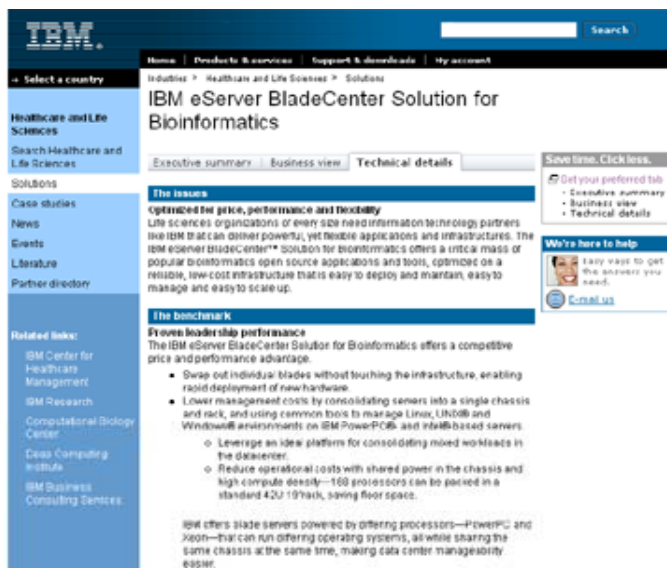 IBM
Search
Home | Products & services | Support & downloads | My account
Select a country
Industries > Healthcare and Life Sciences > Solutions
IBM eServer BladeCenter Solution for
Bioinformatics
Healthcare and Life
Sciences
Search Healthcare and
Life Sciences
Solutions
Case studies
News
Events
Literature
Partner directory
Related links:
IBM Center for
Healthcare
Management
IBM Research
Computational Biology
Center
Deep Computing
Institute
IBM Business
Consulting Services
Executive summary | Business view | Technical details
The issues
Optimized for price, performance and flexibility
Life sciences organizations of every size need information technology partners
like IBM that can deliver powerful, yet flexible applications and infrastructures. The
IBM eServer BladeCenter™ Solution for Bioinformatics offers a critical mass of
popular bioinformatics open source applications and tools, optimized on a
reliable, low-cost infrastructure that is easy to deploy and maintain, easy to
manage and easy to scale up.
The benchmark
Proven leadership performance
The IBM eServer BladeCenter Solution for Bioinformatics offers a competitive
price and performance advantage.
Swap out individual blades without touching the infrastructure, enabling
rapid deployment of new hardware.
Lower management costs by consolidating servers into a single chassis
and rack, and using common tools to manage Linux, UNIX® and
Windows® environments on IBM PowerPC® and Intel® based servers
Leverage an ideal platform for consolidating mixed workloads in
the datacenter.
Reduce operational costs with shared power in the chassis and
high compute density—168 processors can be packed in a
standard 42U 19"rack, saving floor space.
IBM offers blade servers powered by differing processors—PowerPC and
Xeon—that can run differing operating systems, all while sharing the
same chassis at the same time, making data center manageability
easier.
Save time. Click less.
Get your preferred tab
Executive summary
Business view
Technical details
We're here to help
Easy ways to get
the answers you
need.
E-mail us